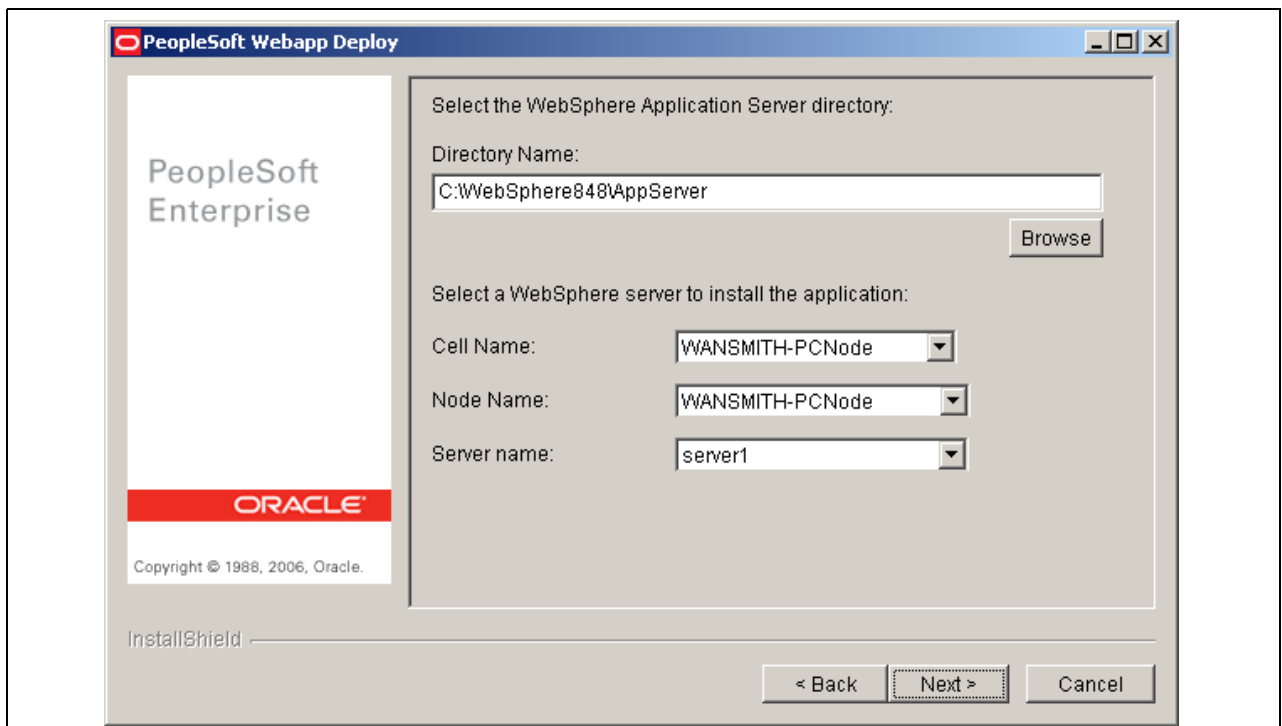 PeopleSoft Webapp Deploy
PeopleSoft
Enterprise
ORACLE
Copyright © 1988, 2006, Oracle.
Select the WebSphere Application Server directory:
Directory Name:
C:\WebSphere848\AppServer
Browse
Select a WebSphere server to install the application:
Cell Name: WANSMITH-PCNode
Node Name: WANSMITH-PCNode
Server name: server1
InstallShield
< Back Next > Cancel